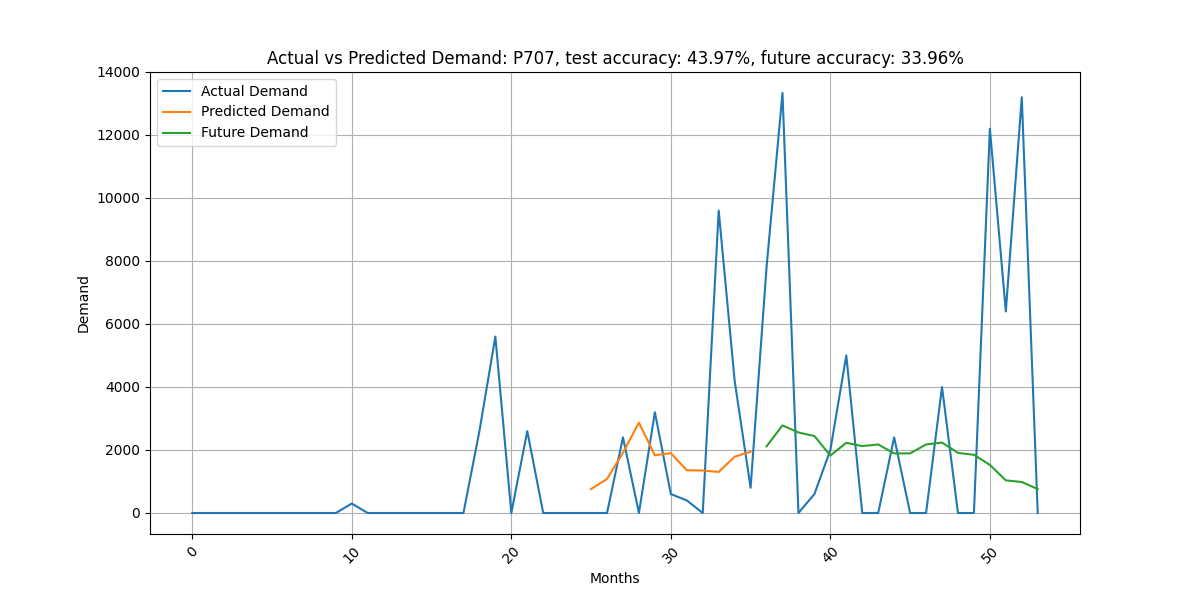 Actual vs Predicted Demand: P707, test accuracy: 43.97%, future accuracy: 33.96%
Actual Demand
Predicted Demand
Future Demand
14000
12000
10000
8000
6000
4000
2000
0
Demand
0
10
20
30
40
50
Months